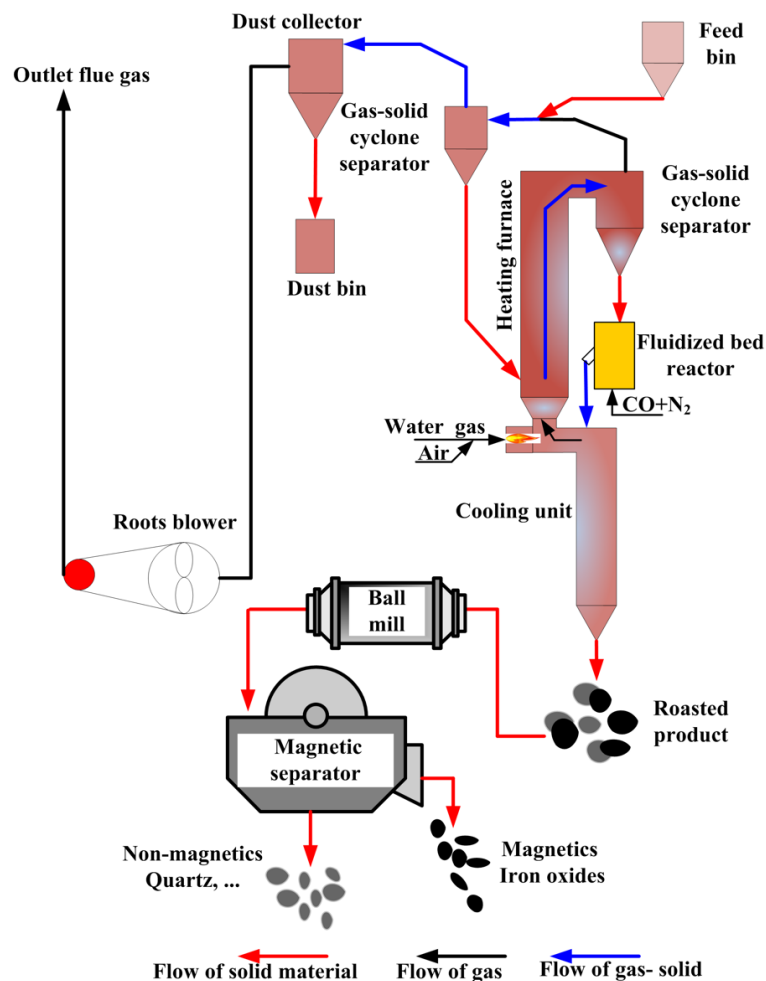 Dust collector
Feed
bin
Outlet flue gas
Gas-solid
cyclone
separator
Gas-solid
cyclone
separator
Heating furnace
Dust bin
Fluidized bed
reactor
CO+N₂
Water gas
Air
Cooling unit
Roots blower
Ball
mill
Roasted
product
Magnetic
separator
Non-magnetics
Quartz, ...
Magnetics
Iron oxides
Flow of solid material
Flow of gas
Flow of gas- solid